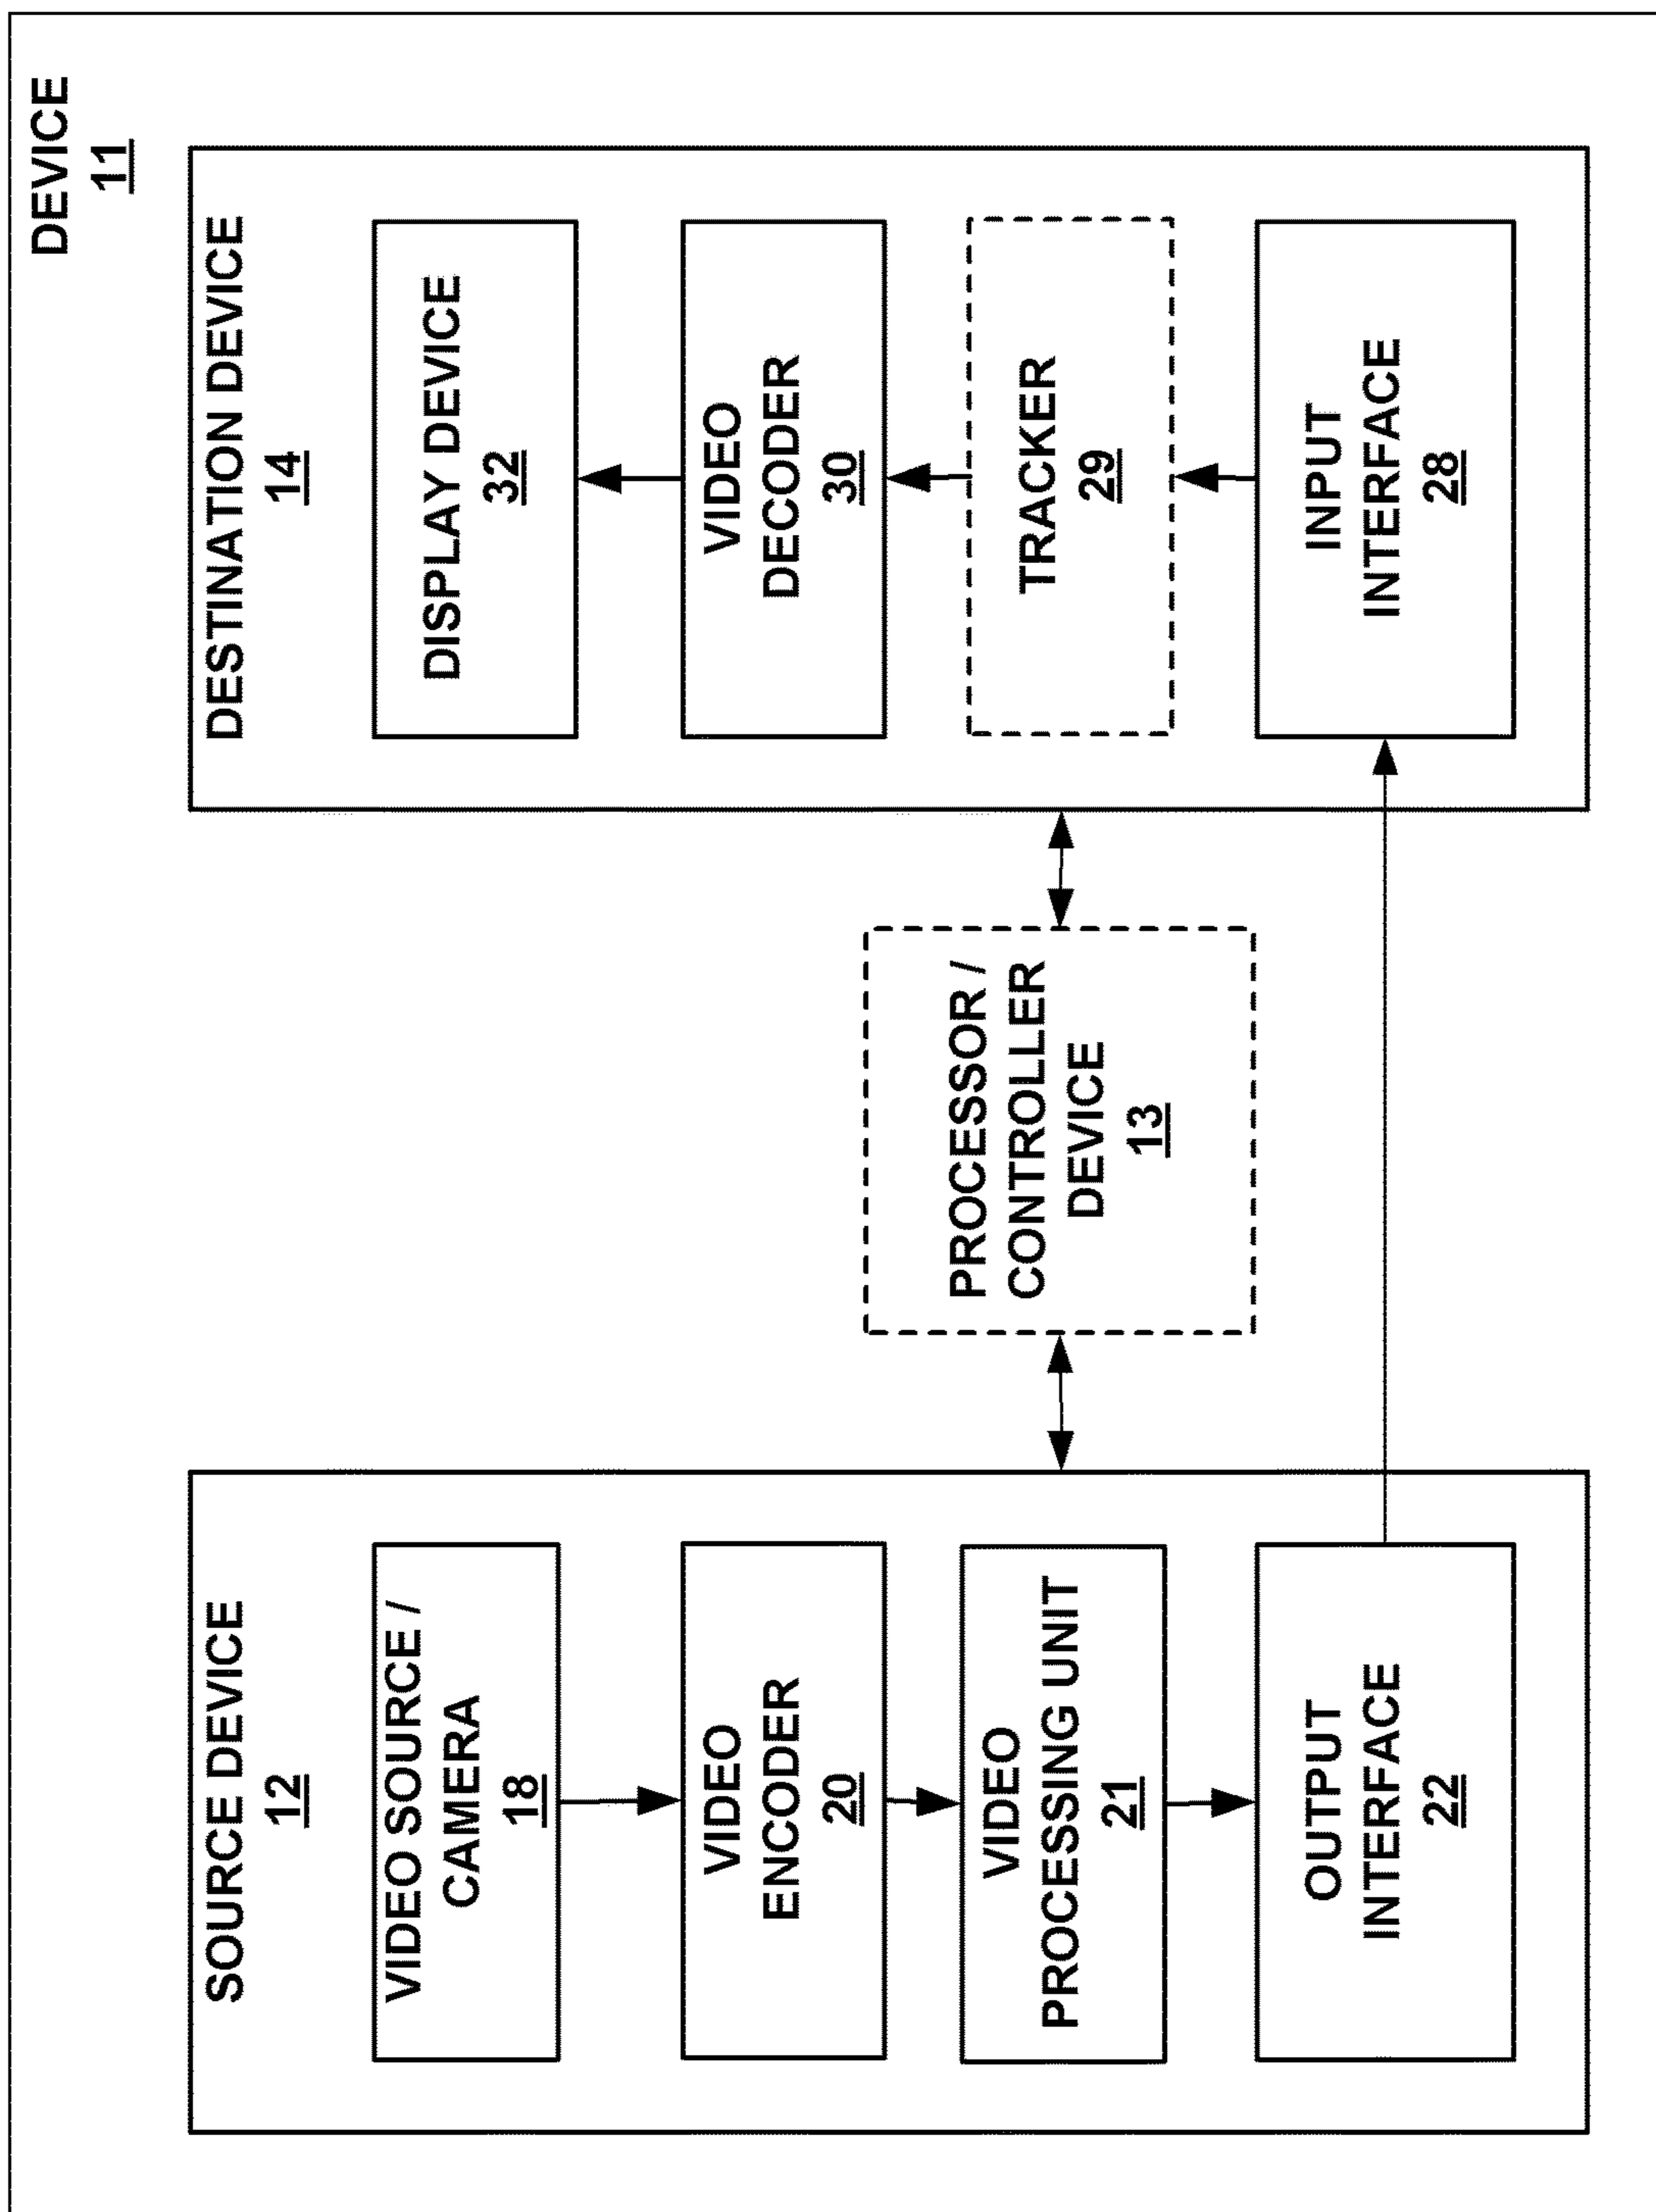 DEVICE
11
SOURCE DEVICE
12
VIDEO SOURCE /
CAMERA
18
VIDEO
ENCODER
20
VIDEO
PROCESSING UNIT
21
OUTPUT
INTERFACE
22
PROCESSOR /
CONTROLLER
DEVICE
13
DESTINATION DEVICE
14
DISPLAY DEVICE
32
VIDEO
DECODER
30
TRACKER
29
INPUT
INTERFACE
28